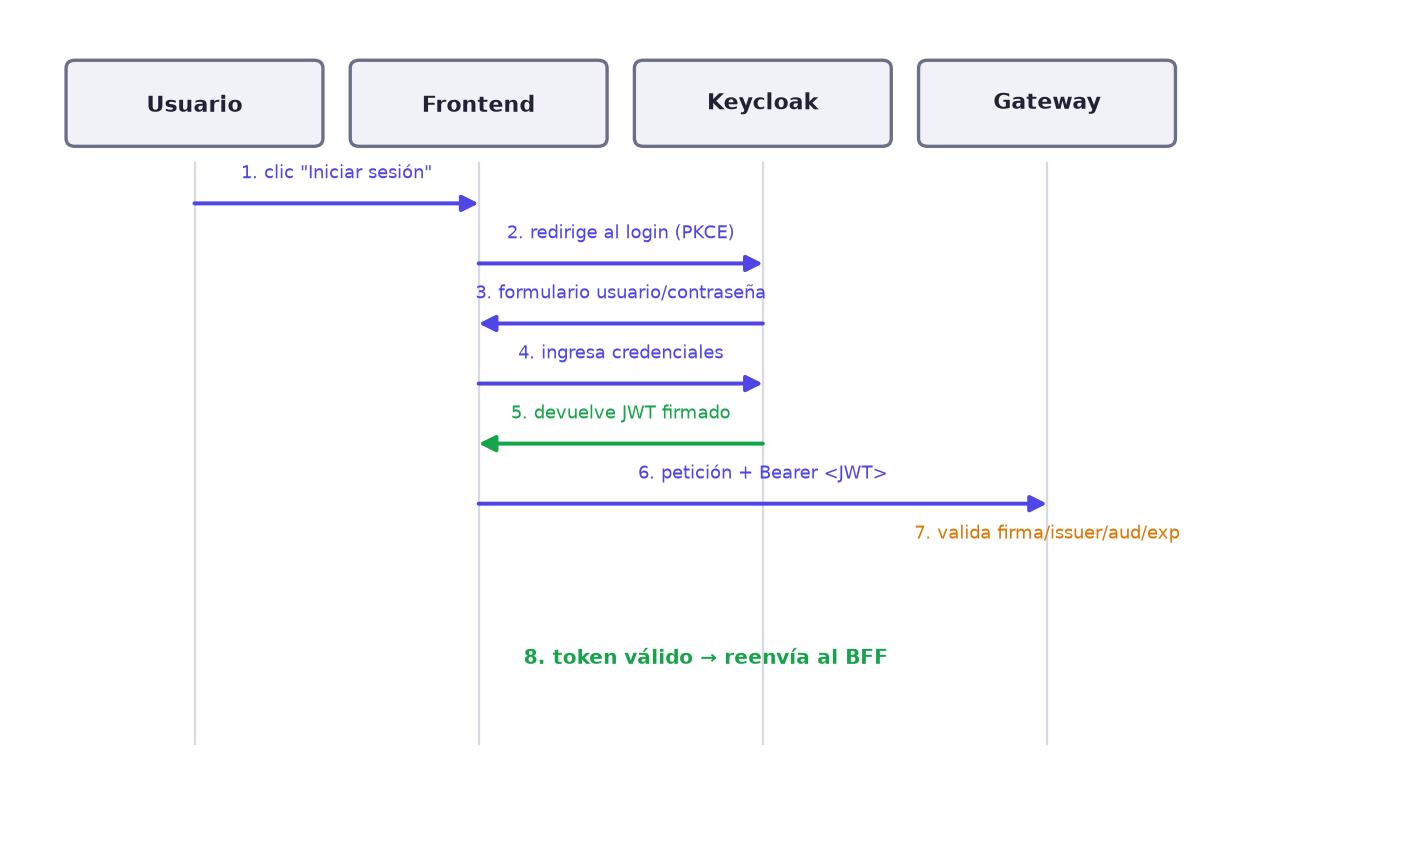 Usuario
Frontend
Keycloak
Gateway
1. clic "Iniciar sesión"
2. redirige al login (PKCE)
3. formulario usuario/contraseña
4. ingresa credenciales
5. devuelve JWT firmado
6. petición + Bearer <JWT>
7. valida firma/issuer/aud/exp
8. token válido → reenvía al BFF